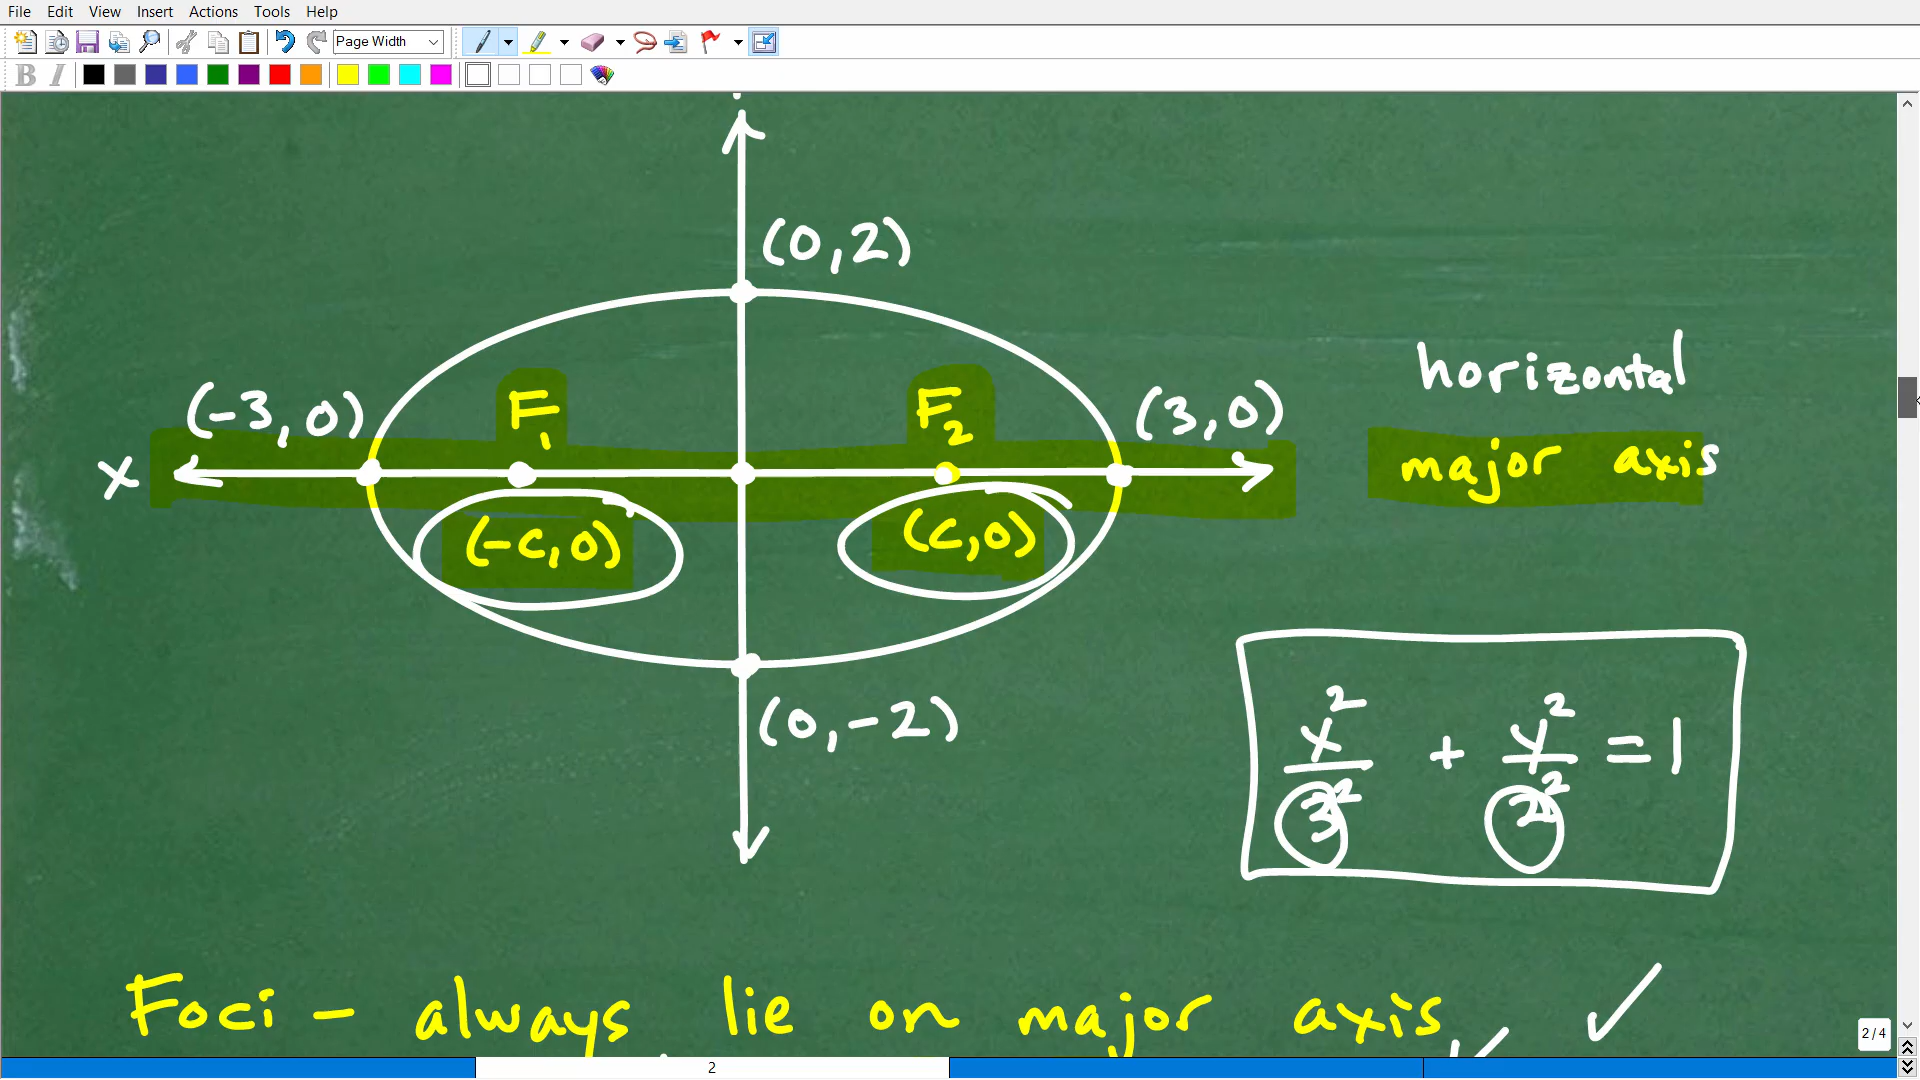 File Edit View Insert Actions Tools Help
Page Width
B I
(0,2)
horizontal
(-3,0) F₁ F₂ (3,0)
x major axis
(-c,0) (c,0)
(0,-2)
x²/3² + y²/2² = 1
Foci - always lie on major axis
2/4
2